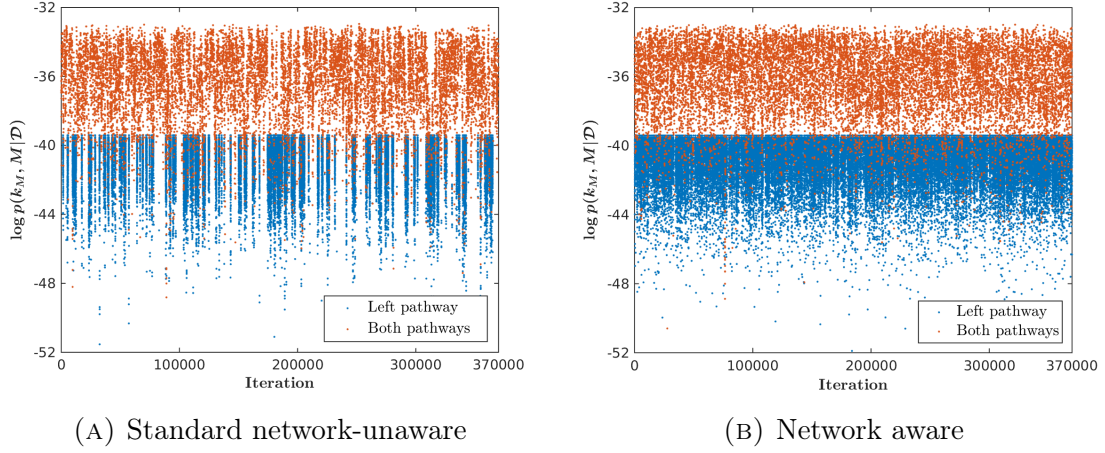 -32
-36
-40
-44
-48
-52
log p(k_M, M|𝒟)
0
100000
200000
300000
370000
Iteration
Left pathway
Both pathways
(A) Standard network-unaware
-32
-36
-40
-44
-48
-52
log p(k_M, M|𝒟)
0
100000
200000
300000
370000
Iteration
Left pathway
Both pathways
(B) Network aware